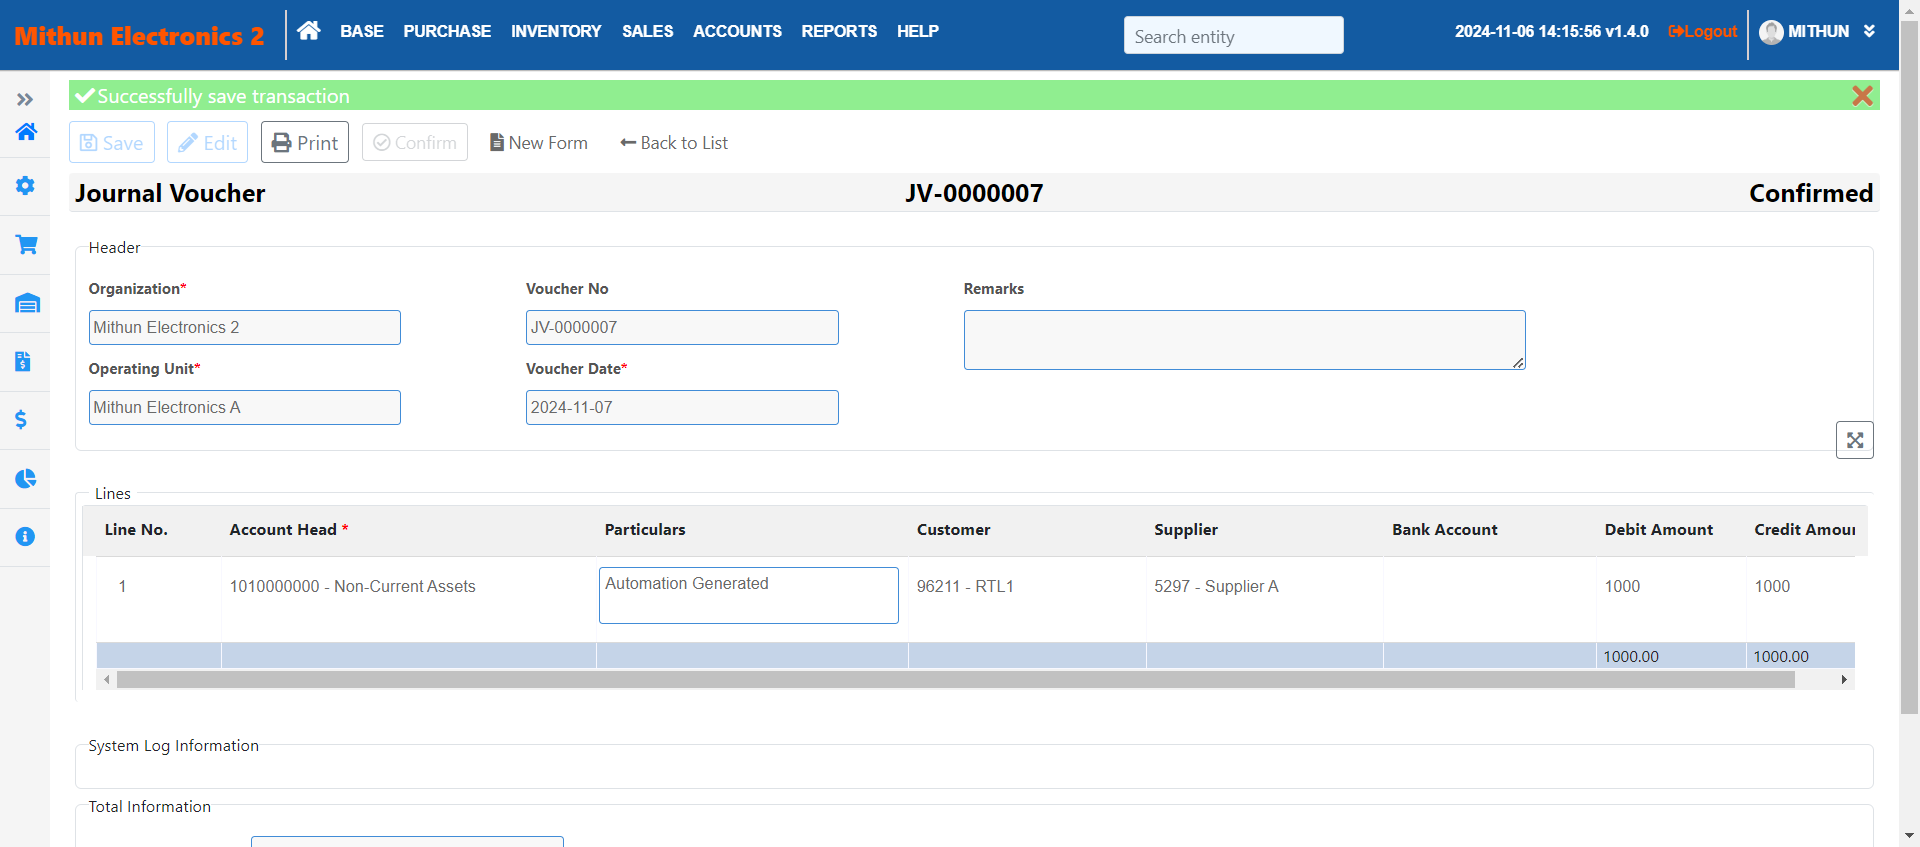 Mithun Electronics 2
BASE PURCHASE INVENTORY SALES ACCOUNTS REPORTS HELP
Search entity
2024-11-06 14:15:56 v1.4.0
Logout
MITHUN
Successfully save transaction
Save Edit Print Confirm New Form Back to List
Journal Voucher JV-0000007 Confirmed
Header
Organization* Voucher No Remarks
Mithun Electronics 2 JV-0000007
Operating Unit* Voucher Date*
Mithun Electronics A 2024-11-07
Lines
Line No. Account Head * Particulars Customer Supplier Bank Account Debit Amount Credit Amou
1 1010000000 - Non-Current Assets Automation Generated 96211 - RTL1 5297 - Supplier A 1000 1000
1000.00 1000.00
System Log Information
Total Information